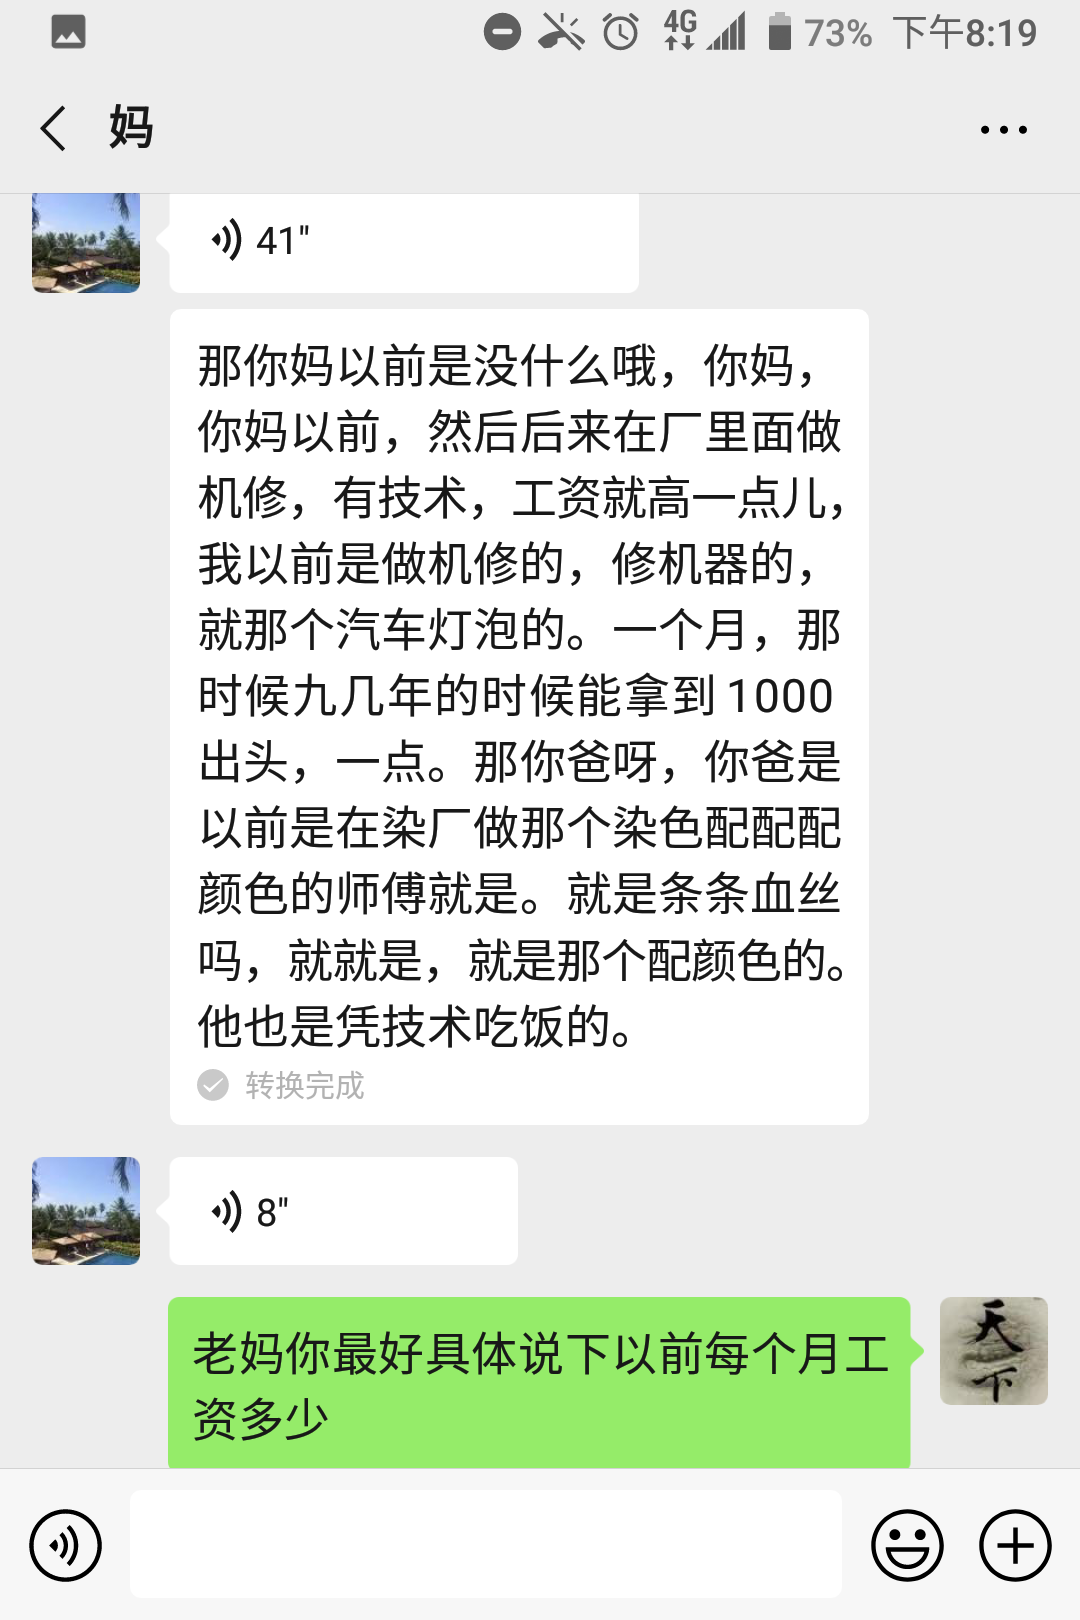 4G 73% 下午8:19
妈
41"
那你妈以前是没什么哦，你妈，
你妈以前，然后后来在厂里面做
机修，有技术，工资就高一点儿，
我以前是做机修的，修机器的，
就那个汽车灯泡的。一个月，那
时候九几年的时候能拿到1000
出头，一点。那你爸呀，你爸是
以前是在染厂做那个染色配配配
颜色的师傅就是。就是条条血丝
吗，就就是，就是那个配颜色的。
他也是凭技术吃饭的。
转换完成
8"
老妈你最好具体说下以前每个月工
资多少
天
下